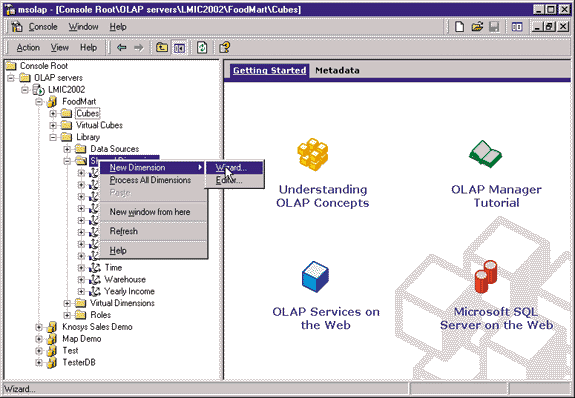 msolap - [Console Root\OLAP servers\LMIC2002\FoodMart\Cubes]
Console Window Help
Action View Help
Console Root
OLAP servers
LMIC2002
FoodMart
Cubes
Virtual Cubes
Library
Data Sources
New Dimension
Process All Dimensions
Paste
New window from here
Refresh
Help
Wizard...
Editor...
Time
Warehouse
Yearly Income
Virtual Dimensions
Roles
Knosys Sales Demo
Map Demo
Test
TesterDB
Getting Started Metadata
Understanding
OLAP Concepts
OLAP Manager
Tutorial
OLAP Services on
the Web
Microsoft SQL
Server on the Web
Wizard...